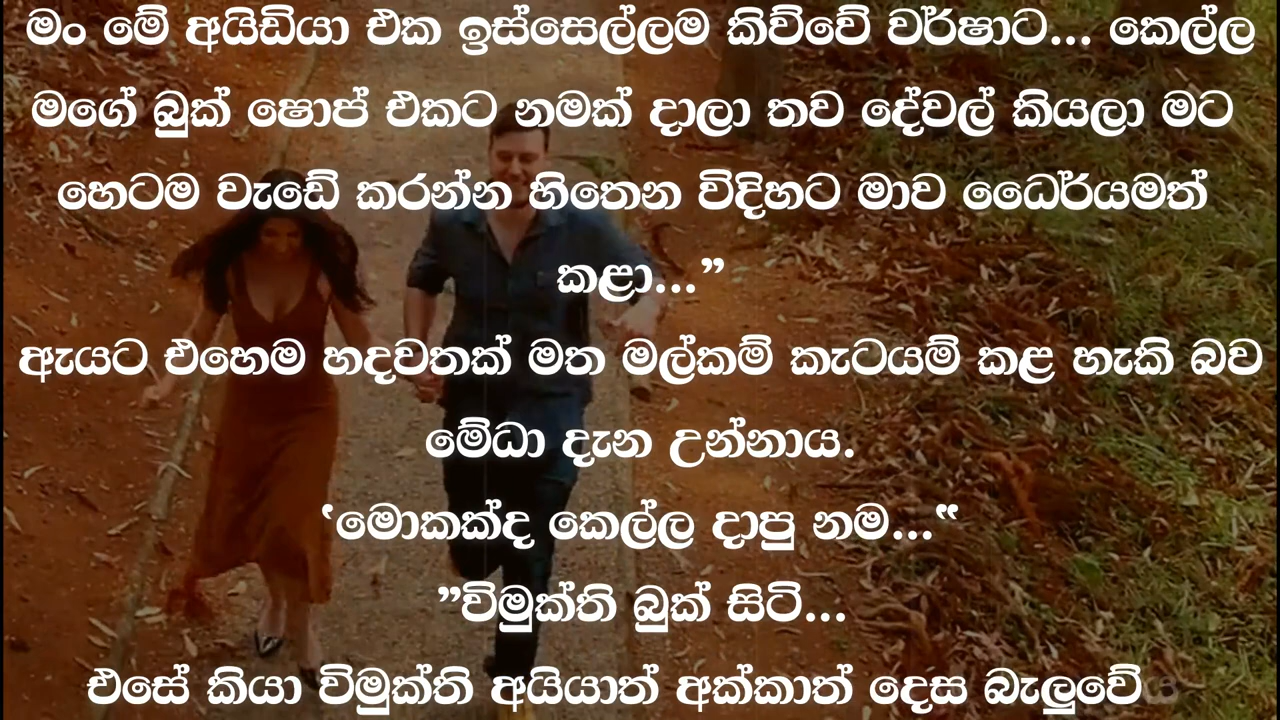 මං මේ අයිඩියා එක ඉස්සෙල්ලම කිව්වේ වර්ෂාට... කෙල්ල
මගේ බුක් ෂොප් එකට නමක් දාලා තව දේවල් කියලා මට
හෙටම වැඩේ කරන්න හිතෙන විදිහට මාව ධෛර්යමත්
කළා...”
ඇයට එහෙම හදවතක් මත මල්කම් කැටයම් කළ හැකි බව
මේධා දැන උන්නාය.
‛මොකක්ද කෙල්ල දාපු නම...“
”විමුක්ති බුක් සිටි...
එසේ කියා විමුක්ති අයියාත් අක්කාත් දෙස බැලුවේය